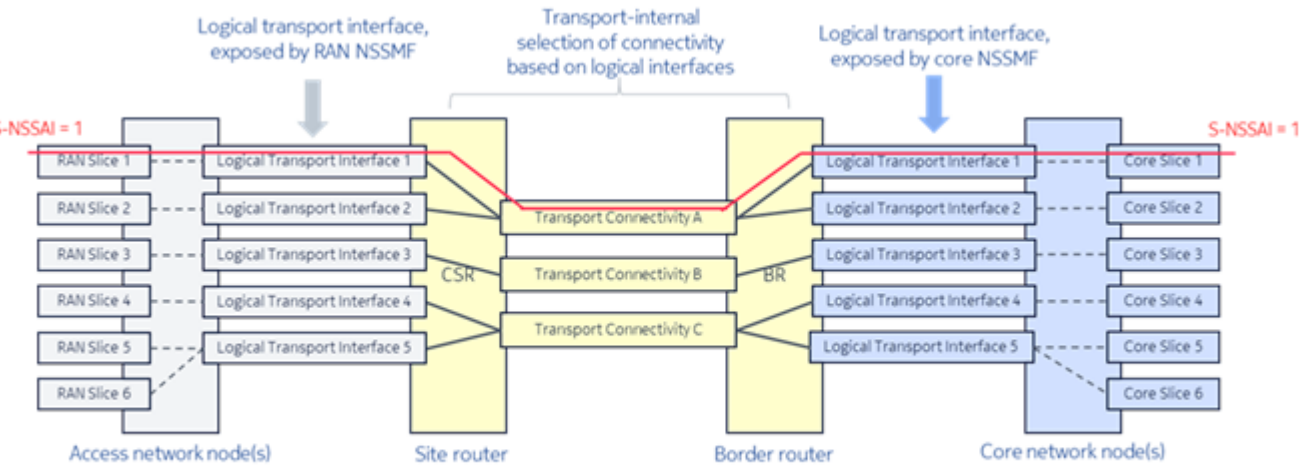 Logical transport interface,
exposed by RAN NSSMF
Transport-internal
selection of connectivity
based on logical interfaces
Logical transport interface,
exposed by core NSSMF
S-NSSAI = 1
S-NSSAI = 1
RAN Slice 1
Logical Transport Interface 1
Logical Transport Interface 1
Core Slice 1
RAN Slice 2
Logical Transport Interface 2
Transport Connectivity A
Logical Transport Interface 2
Core Slice 2
RAN Slice 3
Logical Transport Interface 3
CSR
Transport Connectivity B
BR
Logical Transport Interface 3
Core Slice 3
RAN Slice 4
Logical Transport Interface 4
Transport Connectivity C
Logical Transport Interface 4
Core Slice 4
RAN Slice 5
Logical Transport Interface 5
Logical Transport Interface 5
Core Slice 5
RAN Slice 6
Core Slice 6
Access network node(s)
Site router
Border router
Core network node(s)